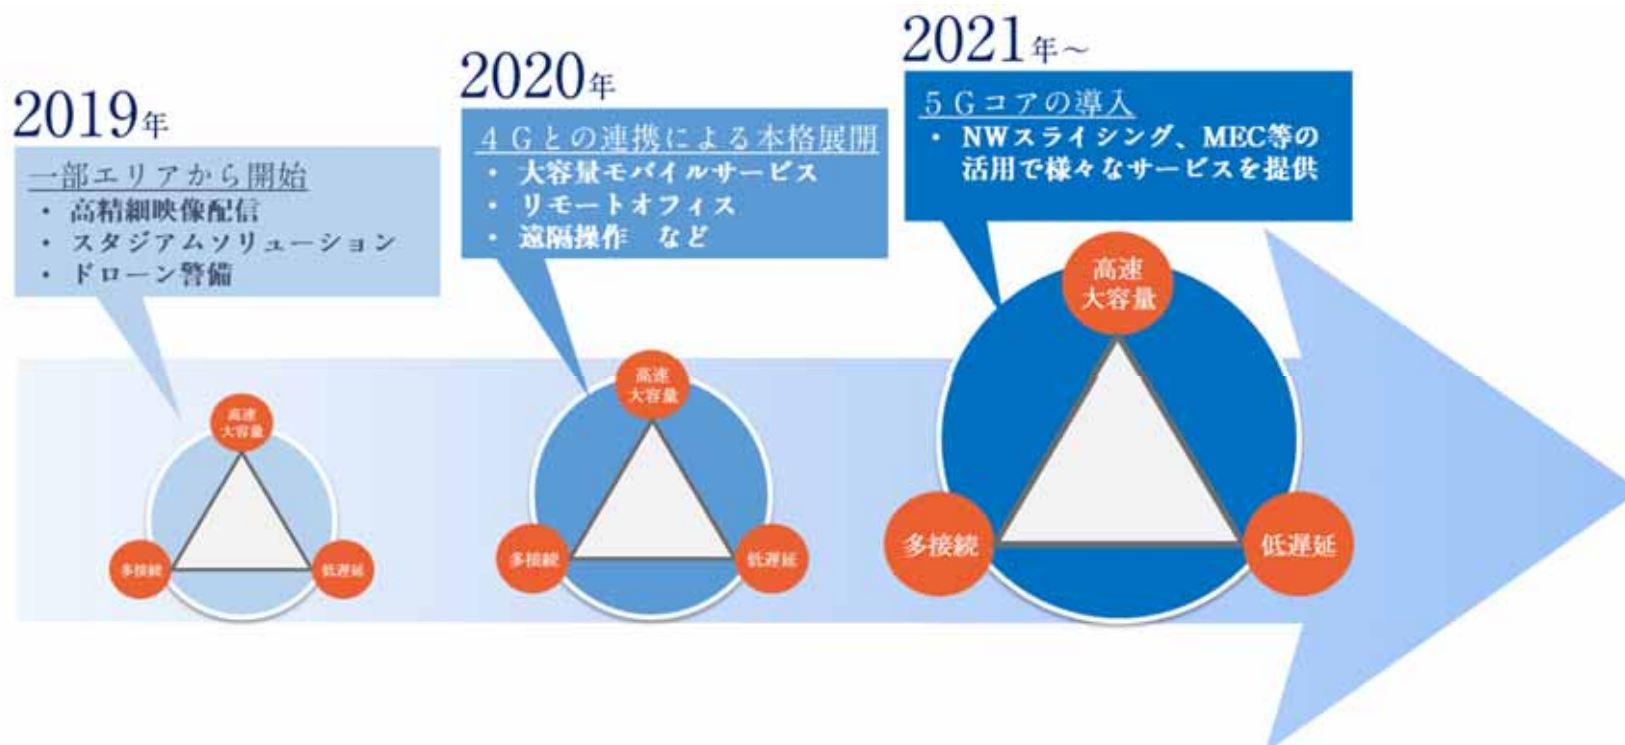 2019年
一部エリアから開始
・ 高精細映像配信
・ スタジアムソリューション
・ ドローン警備
高速
大容量
多接続
低遅延
2020年
4Gとの連携による本格展開
・ 大容量モバイルサービス
・ リモートオフィス
・ 遠隔操作　など
高速
大容量
多接続
低遅延
2021年~
5Gコアの導入
・ NWスライシング、MEC等の
活用で様々なサービスを提供
高速
大容量
多接続
低遅延